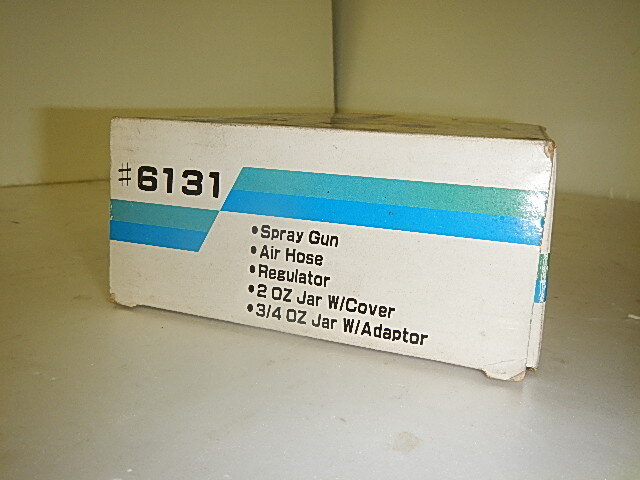 #6131
•Spray Gun
•Air Hose
•Regulator
•2 OZ Jar W/Cover
•3/4 OZ Jar W/Adaptor